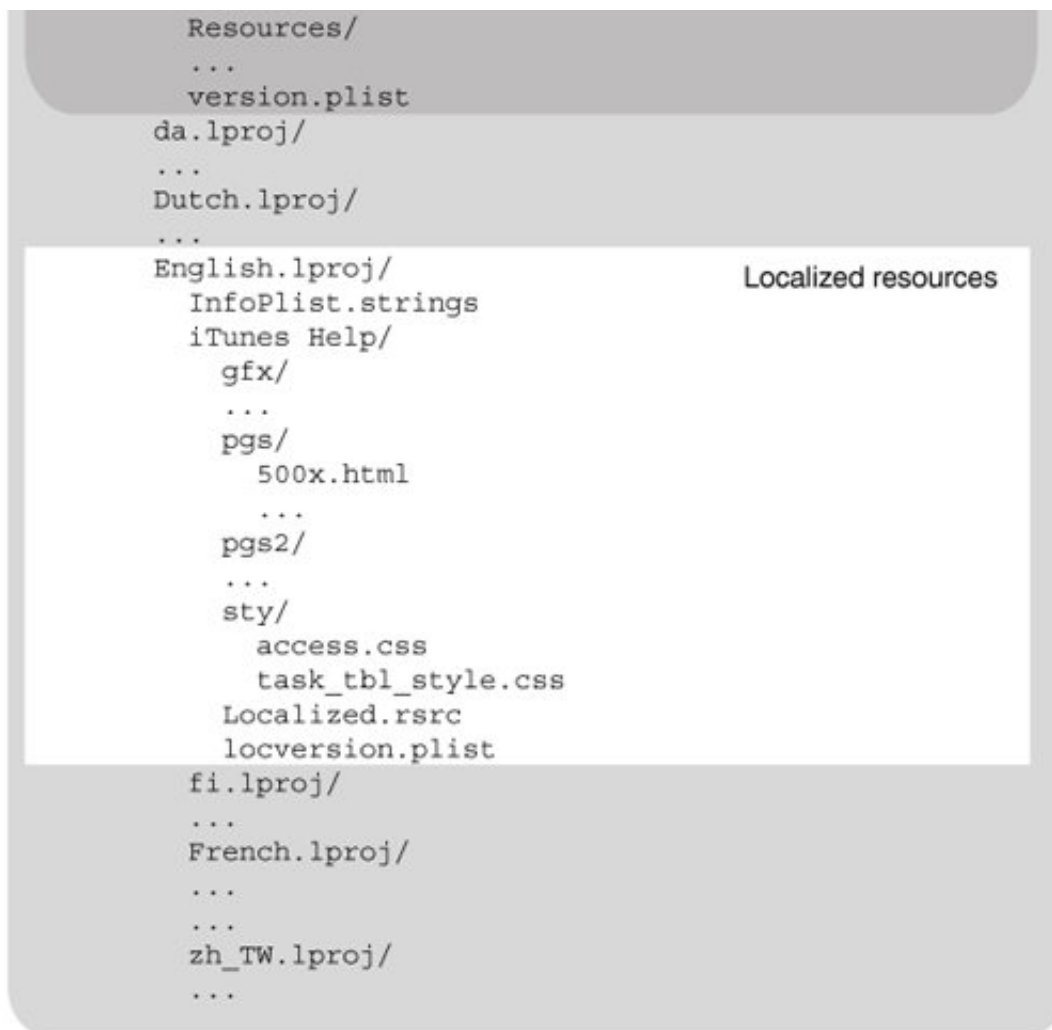 Resources/
...
version.plist
da.lproj/
...
Dutch.lproj/
...
English.lproj/
Localized resources
InfoPlist.strings
iTunes Help/
gfx/
...
pgs/
500x.html
...
pgs2/
...
sty/
access.css
task_tbl_style.css
Localized.rsrc
locversion.plist
fi.lproj/
...
French.lproj/
...
...
zh_TW.lproj/
...